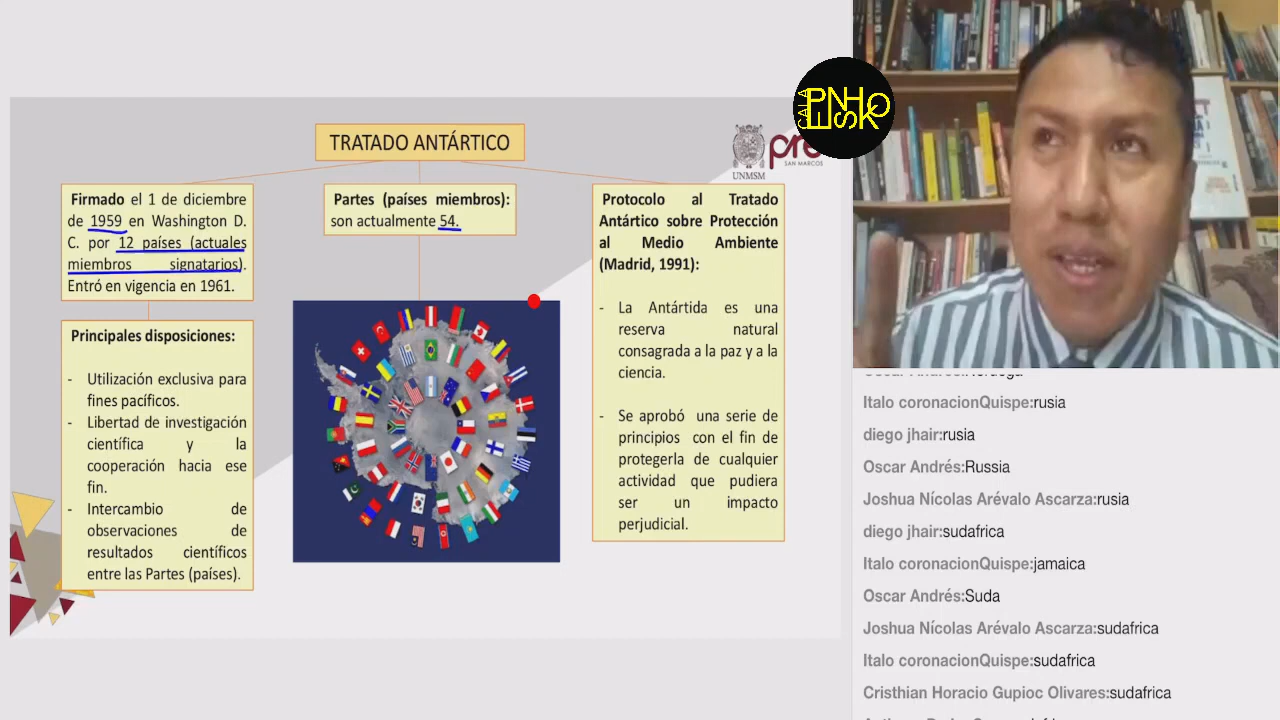 TRATADO ANTÁRTICO
UNMSM
pre
SAN MARCOS
CALA
PNHO
ESK
Firmado el 1 de diciembre
de 1959 en Washington D.
C. por 12 países (actuales
miembros signatarios).
Entró en vigencia en 1961.
Partes (países miembros):
son actualmente 54.
Protocolo al Tratado
Antártico sobre Protección
al Medio Ambiente
(Madrid, 1991):
- La Antártida es una
reserva natural
consagrada a la paz y a la
ciencia.
- Se aprobó una serie de
principios con el fin de
protegerla de cualquier
actividad que pudiera
ser un impacto
perjudicial.
Principales disposiciones:
- Utilización exclusiva para
fines pacíficos.
- Libertad de investigación
científica y la
cooperación hacia ese
fin.
- Intercambio de
observaciones de
resultados científicos
entre las Partes (países).
Italo coronacionQuispe:rusia
diego jhair:rusia
Oscar Andrés:Russia
Joshua Nícolas Arévalo Ascarza:rusia
diego jhair:sudafrica
Italo coronacionQuispe:jamaica
Oscar Andrés:Suda
Joshua Nícolas Arévalo Ascarza:sudafrica
Italo coronacionQuispe:sudafrica
Cristhian Horacio Gupioc Olivares:sudafrica